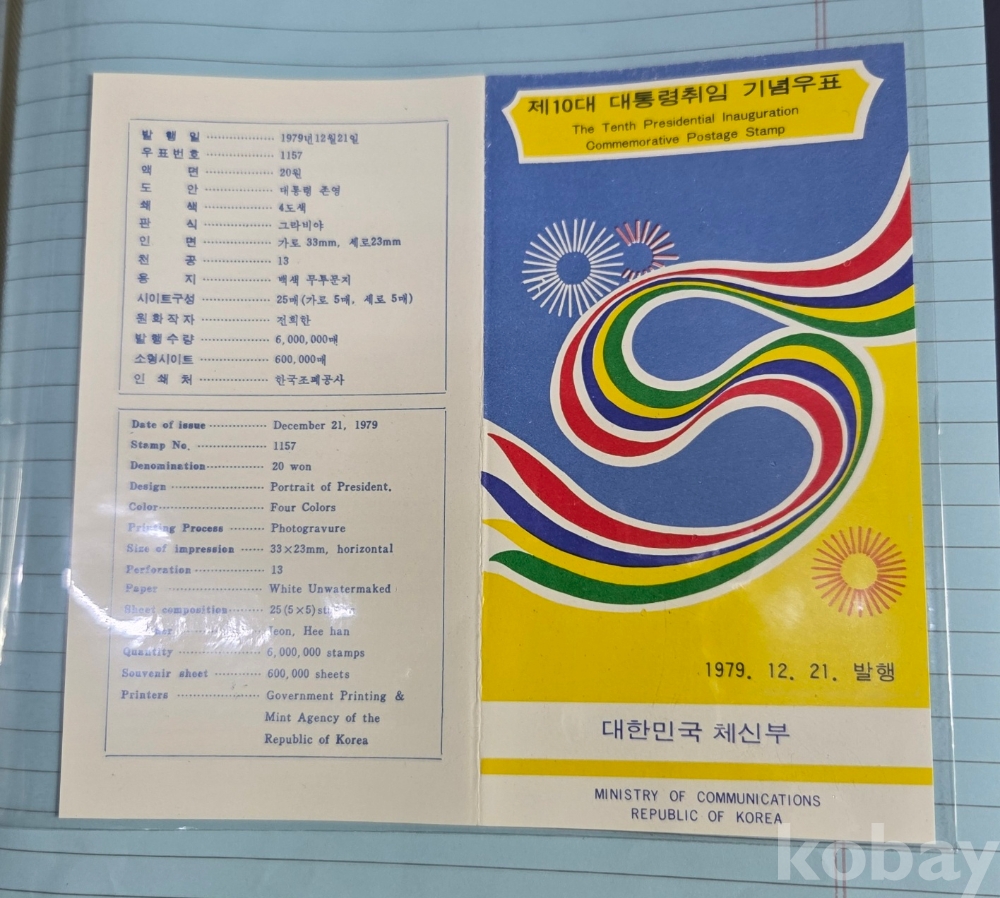 발 행 일 ················ 1979년12월21일
우표번호 ················ 1157
액 면 ················ 20원
도 안 ················ 대통령 존영
쇄 색 ················ 4도색
판 식 ················ 그라비아
인 면 ················ 가로 33mm, 세로23mm
천 공 ················ 13
용 지 ················ 백색 무투문지
시이트구성 ················ 25매(가로 5매, 세로 5매)
원화작자 ················ 전희한
발행수량 ················ 6,000,000매
소형시이트 ················ 600,000매
인 쇄 처 ················ 한국조폐공사
Date of issue ············ December 21, 1979
Stamp No. ················ 1157
Denomination ············· 20 won
Design ··················· Portrait of President.
Color ···················· Four Colors
Printing Process ········· Photogravure
Size of impression ······ 33×23mm, horizontal
Perforation ·············· 13
Paper ···················· White Unwatermaked
Sheet composition ······· 25(5×5)
Jeon, Hee han
Quantity ················· 6,000,000 stamps
Souvenir sheet ··········· 600,000 sheets
Printers ················· Government Printing &
Mint Agency of the
Republic of Korea
제10대 대통령취임 기념우표
The Tenth Presidential Inauguration
Commemorative Postage Stamp
1979. 12. 21. 발행
대한민국 체신부
MINISTRY OF COMMUNICATIONS
REPUBLIC OF KOREA
kobay